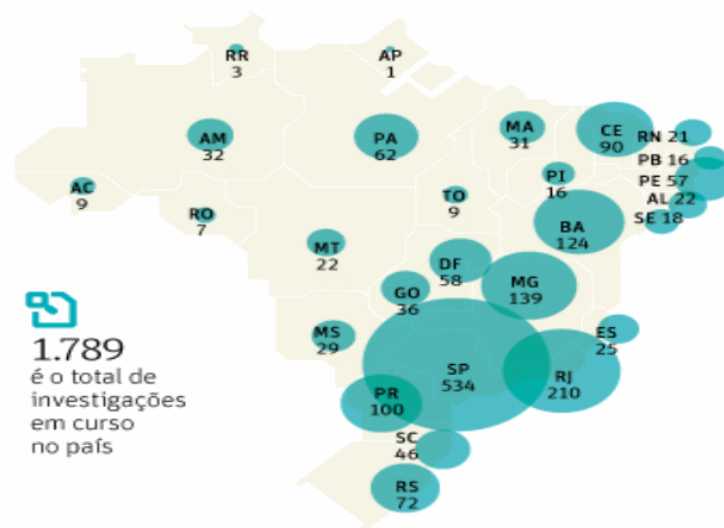 RR
3
AP
1
AM
32
PA
62
MA
31
CE
90
RN 21
PB 16
PE 57
AL 22
SE 18
AC
9
RO
7
TO
9
PI
16
BA
124
MT
22
DF
58
GO
36
MG
139
MS
29
SP
534
ES
25
RJ
210
PR
100
SC
46
RS
72
1.789
é o total de
investigações
em curso
no país